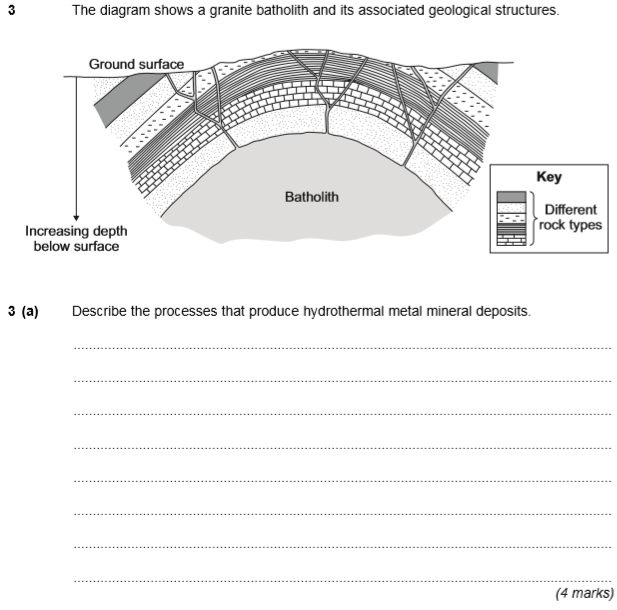 3 The diagram shows a granite batholith and its associated geological structures.
Ground surface
Batholith
Increasing depth
below surface
Key
Different
rock types
3 (a) Describe the processes that produce hydrothermal metal mineral deposits.
(4 marks)